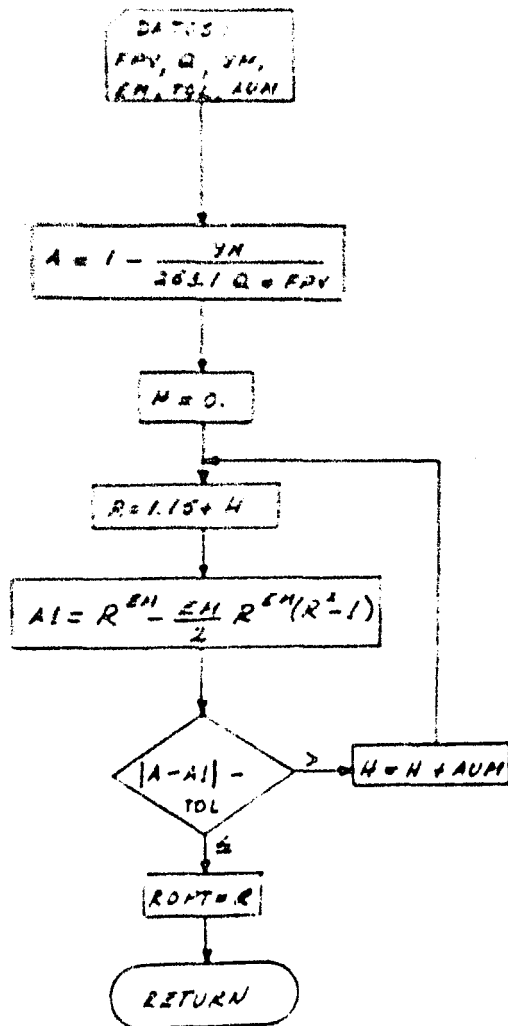 DATOS:
FPV, Q, YM,
EM, TOL, AUM
A = 1 - YM / 263.1 Q * FPV
H = 0.
R = 1.15 + H
A1 = R^EM - EM/2 R^EM (R^2 - 1)
|A - A1| - TOL
>
H = H + AUM
≤
ROPT = R
RETURN